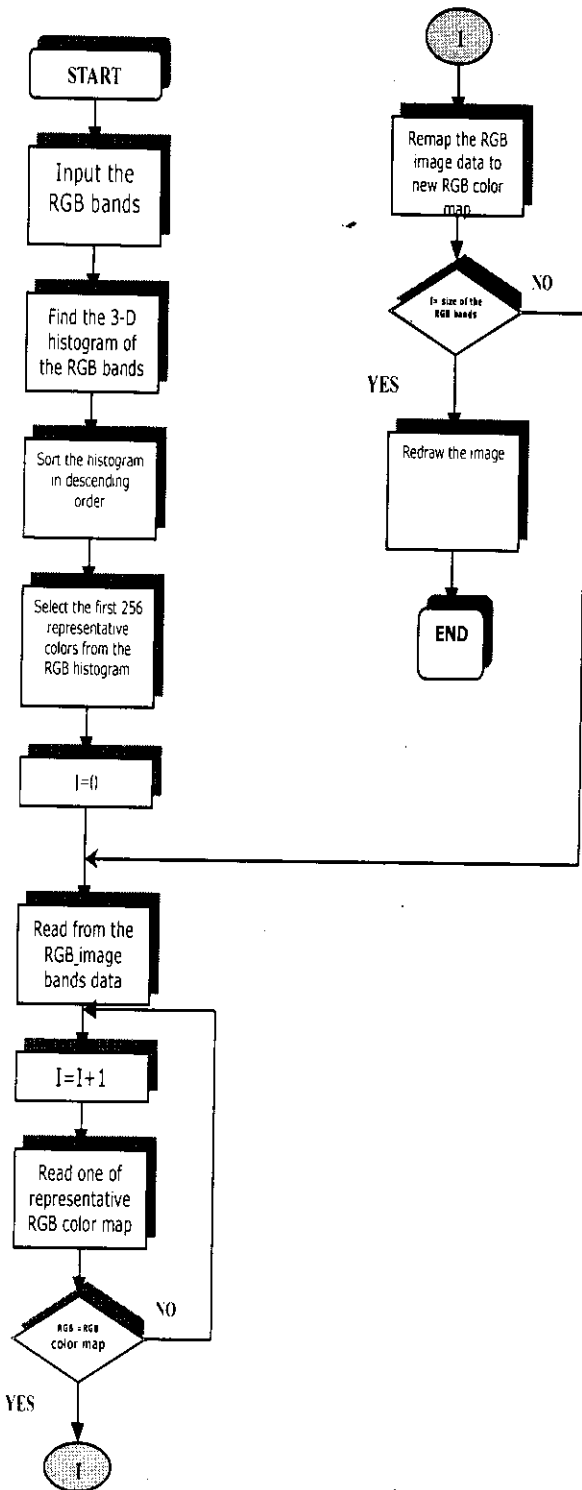 START
Input the
RGB bands
Find the 3-D
histogram of
the RGB bands
Sort the histogram
in descending
order
Select the first 256
representative
colors from the
RGB histogram
I=0
Read from the
RGB_image
bands data
I=I+1
Read one of
representative
RGB color map
RGB =RGB
color map
NO
YES
I
I
Remap the RGB
image data to
new RGB color
map
I= size of the
RGB bands
NO
YES
Redraw the image
END